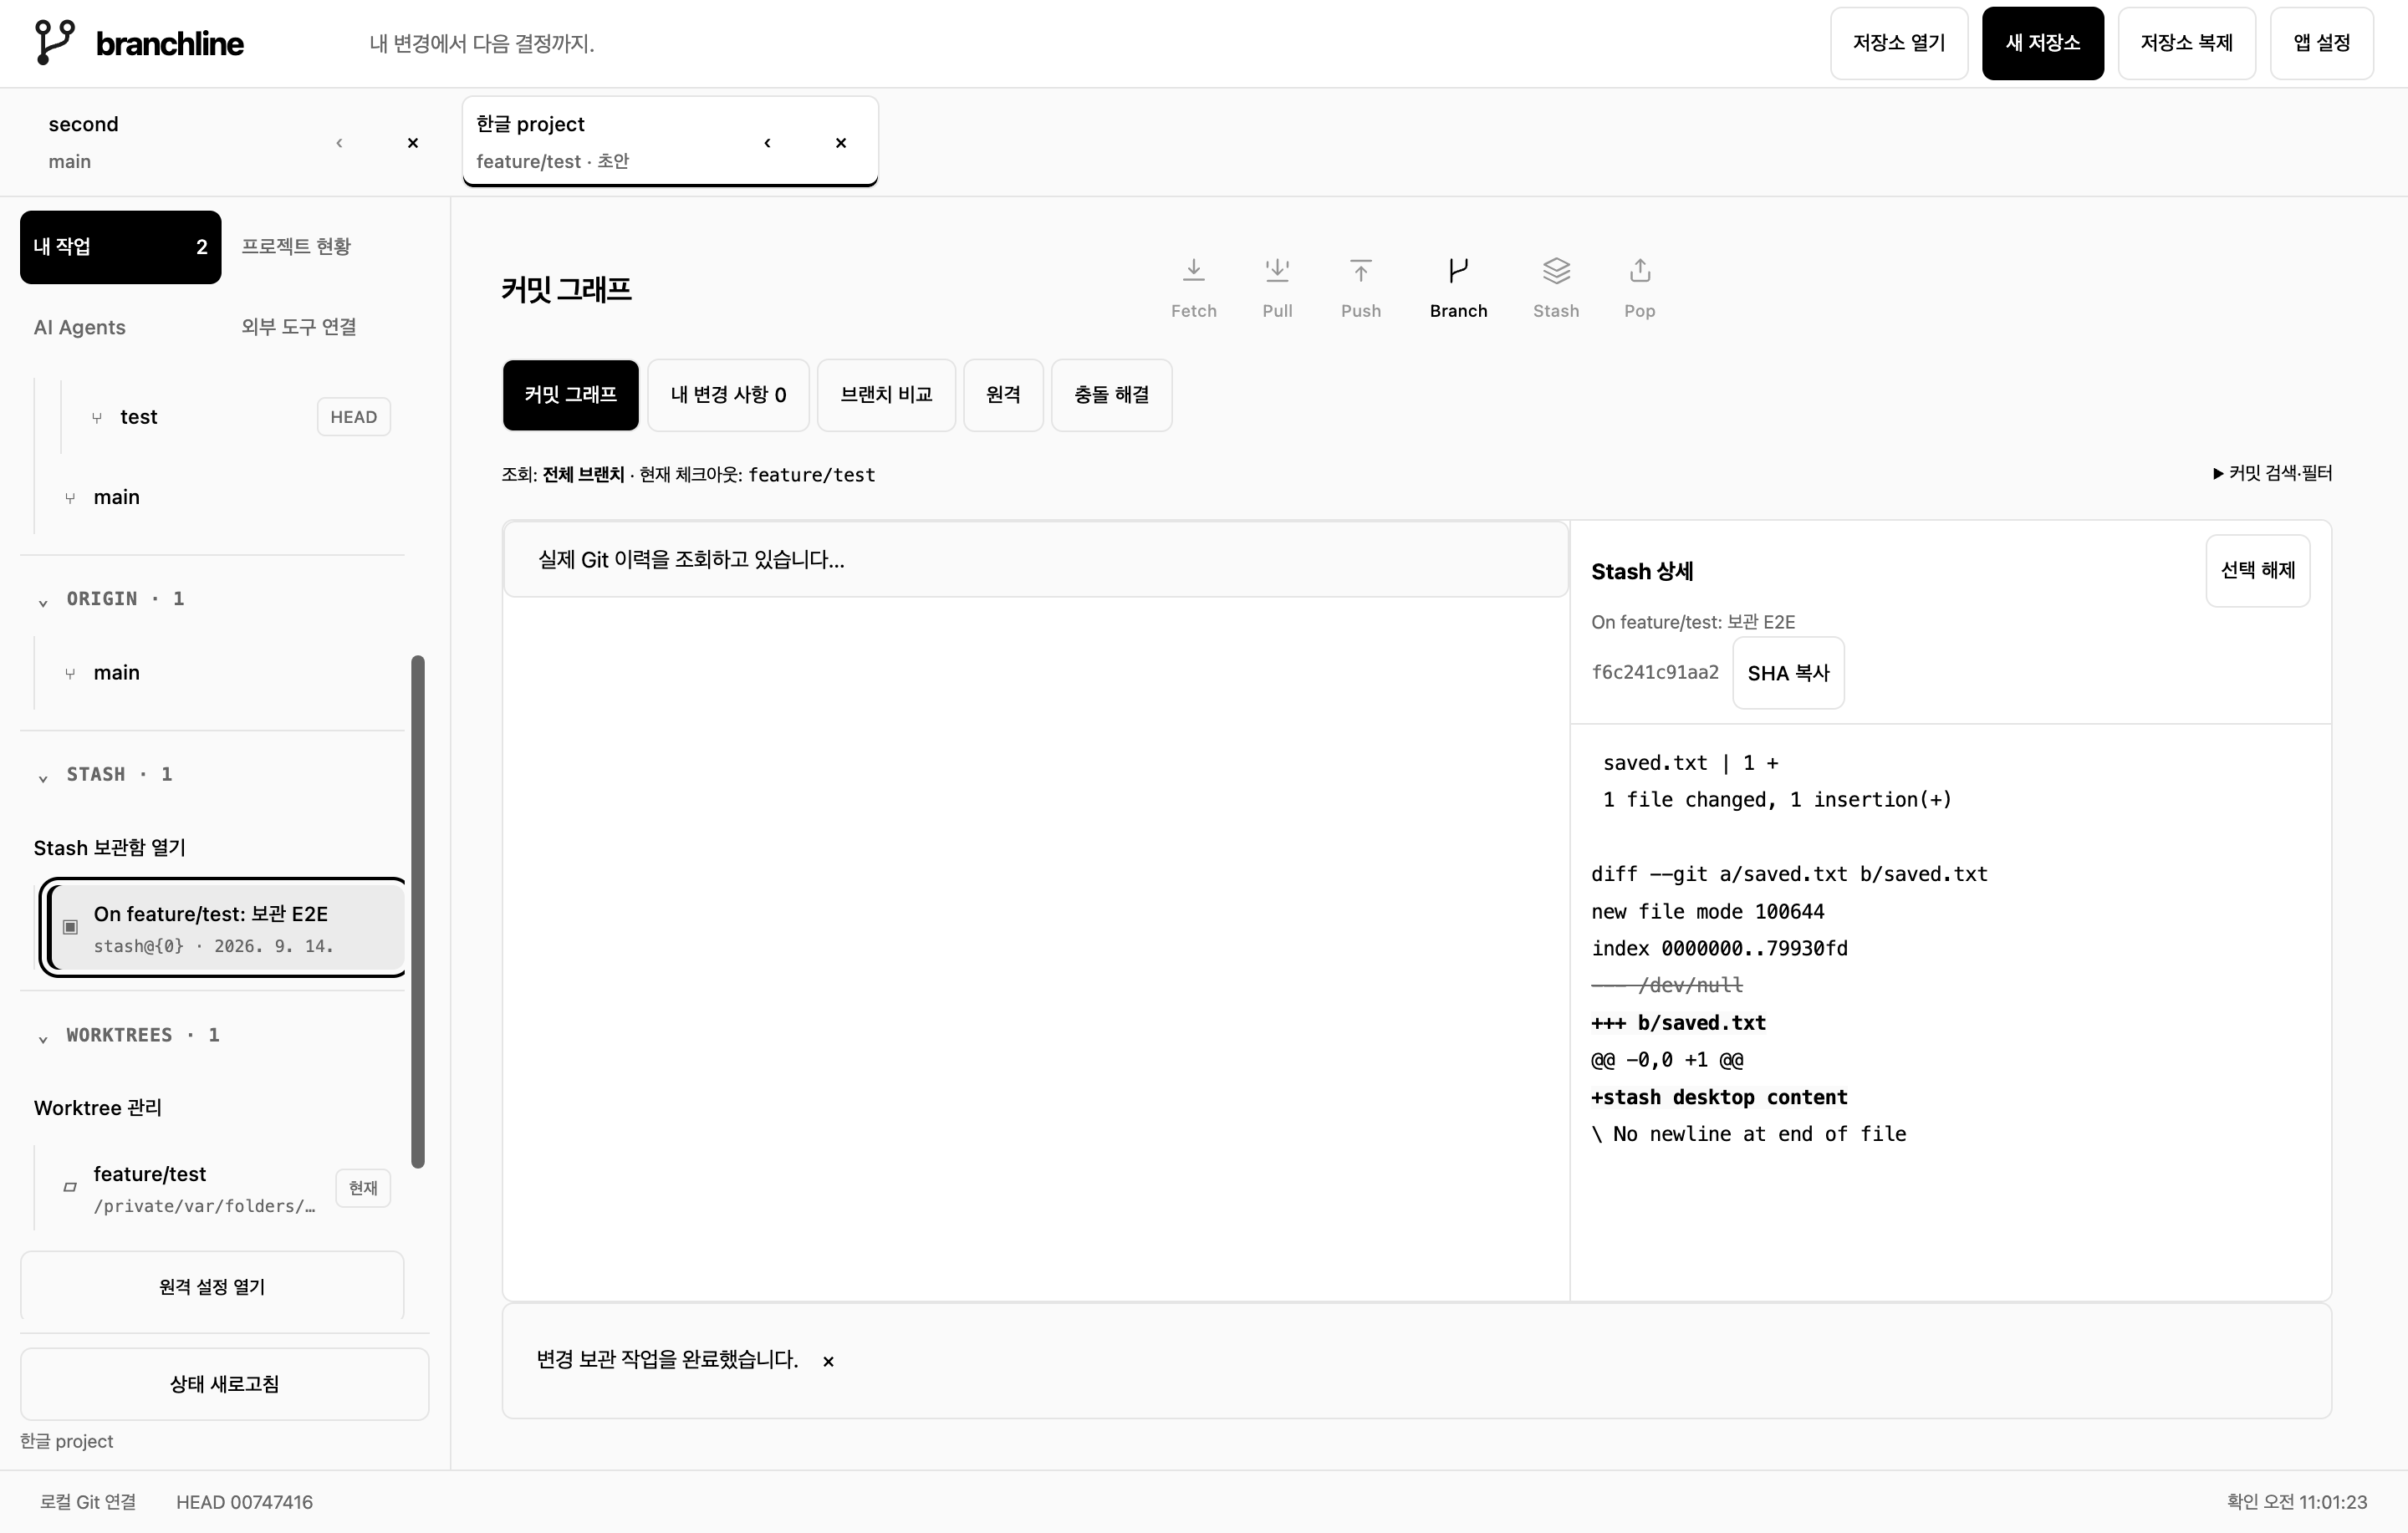 branchline
내 변경에서 다음 결정까지.
저장소 열기
새 저장소
저장소 복제
앱 설정
second
main
한글 project
feature/test · 초안
내 작업 2
프로젝트 현황
AI Agents
외부 도구 연결
test
HEAD
main
ORIGIN · 1
main
STASH · 1
Stash 보관함 열기
On feature/test: 보관 E2E
stash@{0} · 2026. 9. 14.
WORKTREES · 1
Worktree 관리
feature/test
/private/var/folders/…
현재
원격 설정 열기
상태 새로고침
한글 project
커밋 그래프
Fetch
Pull
Push
Branch
Stash
Pop
커밋 그래프
내 변경 사항 0
브랜치 비교
원격
충돌 해결
조회: 전체 브랜치 · 현재 체크아웃: feature/test
▶ 커밋 검색·필터
실제 Git 이력을 조회하고 있습니다…
Stash 상세
선택 해제
On feature/test: 보관 E2E
f6c241c91aa2
SHA 복사
saved.txt | 1 +
1 file changed, 1 insertion(+)
diff --git a/saved.txt b/saved.txt
new file mode 100644
index 0000000..79930fd
--- /dev/null
+++ b/saved.txt
@@ -0,0 +1 @@
+stash desktop content
\ No newline at end of file
변경 보관 작업을 완료했습니다. ×
로컬 Git 연결
HEAD 00747416
확인 오전 11:01:23